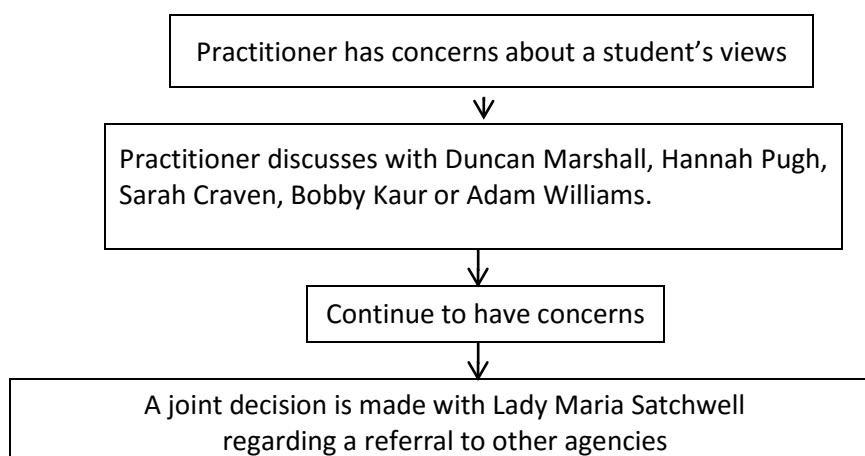 Practitioner has concerns about a student’s views
Practitioner discusses with Duncan Marshall, Hannah Pugh,
Sarah Craven, Bobby Kaur or Adam Williams.
Continue to have concerns
A joint decision is made with Lady Maria Satchwell
regarding a referral to other agencies